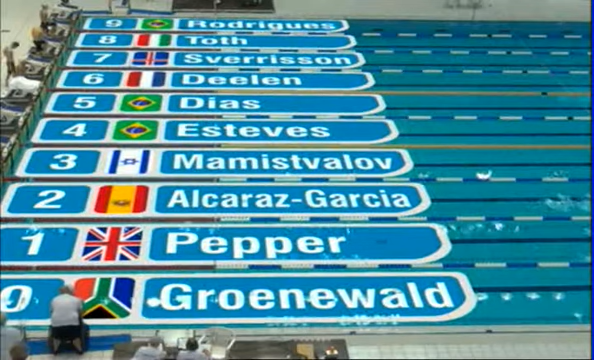 9 Rodrigues
8 Toth
7 Sverrisson
6 Deelen
5 Dias
4 Esteves
3 Mamistvalov
2 Alcaraz-Garcia
1 Pepper
0 Groenewald